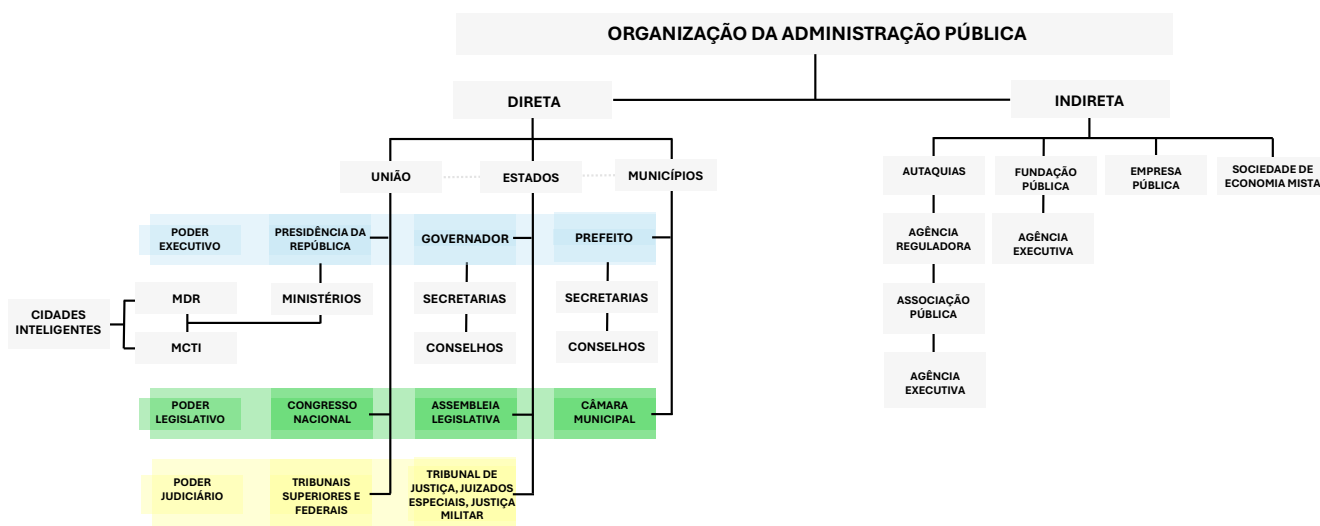 ORGANIZAÇÃO DA ADMINISTRAÇÃO PÚBLICA
DIRETA
INDIRETA
UNIÃO
ESTADOS
MUNICÍPIOS
AUTAQUIAS
FUNDAÇÃO
PÚBLICA
EMPRESA
PÚBLICA
SOCIEDADE DE
ECONOMIA MISTA
PODER
EXECUTIVO
PRESIDÊNCIA DA
REPÚBLICA
GOVERNADOR
PREFEITO
AGÊNCIA
REGULADORA
AGÊNCIA
EXECUTIVA
CIDADES
INTELIGENTES
MDR
MCTI
MINISTÉRIOS
SECRETARIAS
SECRETARIAS
ASSOCIAÇÃO
PÚBLICA
CONSELHOS
CONSELHOS
AGÊNCIA
EXECUTIVA
PODER
LEGISLATIVO
CONGRESSO
NACIONAL
ASSEMBLEIA
LEGISLATIVA
CÂMARA
MUNICIPAL
PODER
JUDICIÁRIO
TRIBUNAIS
SUPERIORES E
FEDERAIS
TRIBUNAL DE
JUSTIÇA, JUIZADOS
ESPECIAIS, JUSTIÇA
MILITAR